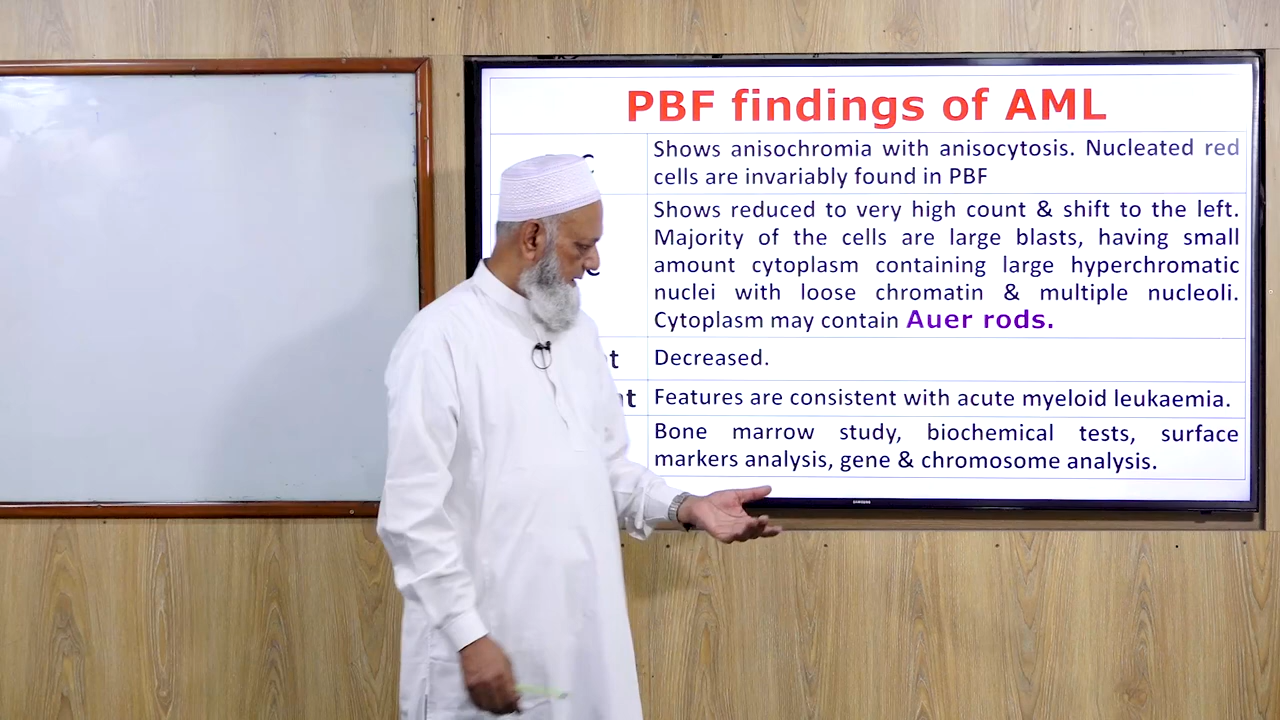 PBF findings of AML
Shows anisochromia with anisocytosis. Nucleated red
cells are invariably found in PBF
Shows reduced to very high count & shift to the left.
Majority of the cells are large blasts, having small
amount cytoplasm containing large hyperchromatic
nuclei with loose chromatin & multiple nucleoli.
Cytoplasm may contain Auer rods.
Decreased.
Features are consistent with acute myeloid leukaemia.
Bone marrow study, biochemical tests, surface
markers analysis, gene & chromosome analysis.
SAMSUNG